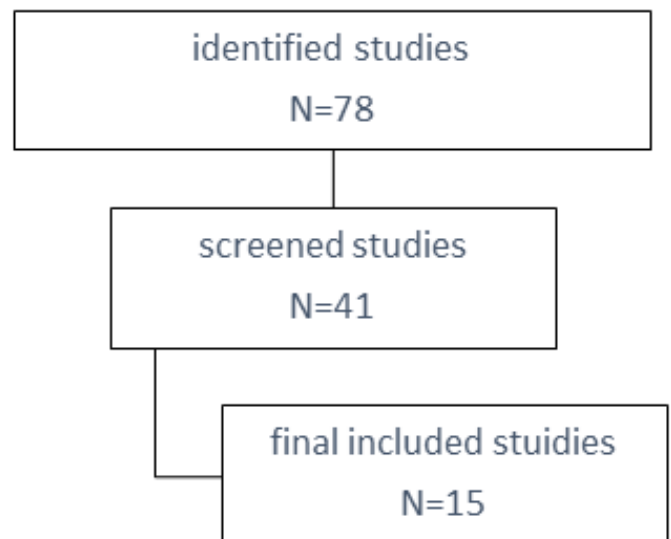 identified studies
N=78
screened studies
N=41
final included stuidies
N=15